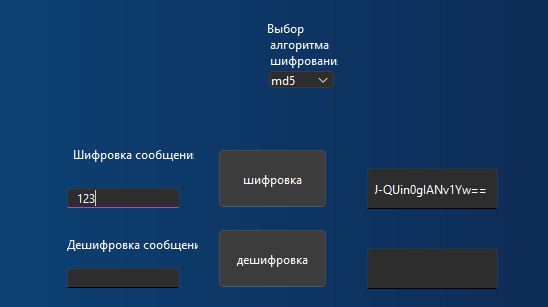 Выбор
алгоритма
шифровани
md5
Шифровка сообщени
шифровка
123
J-QUin0gIANv1Yw==
Дешифровка сообщени
дешифровка